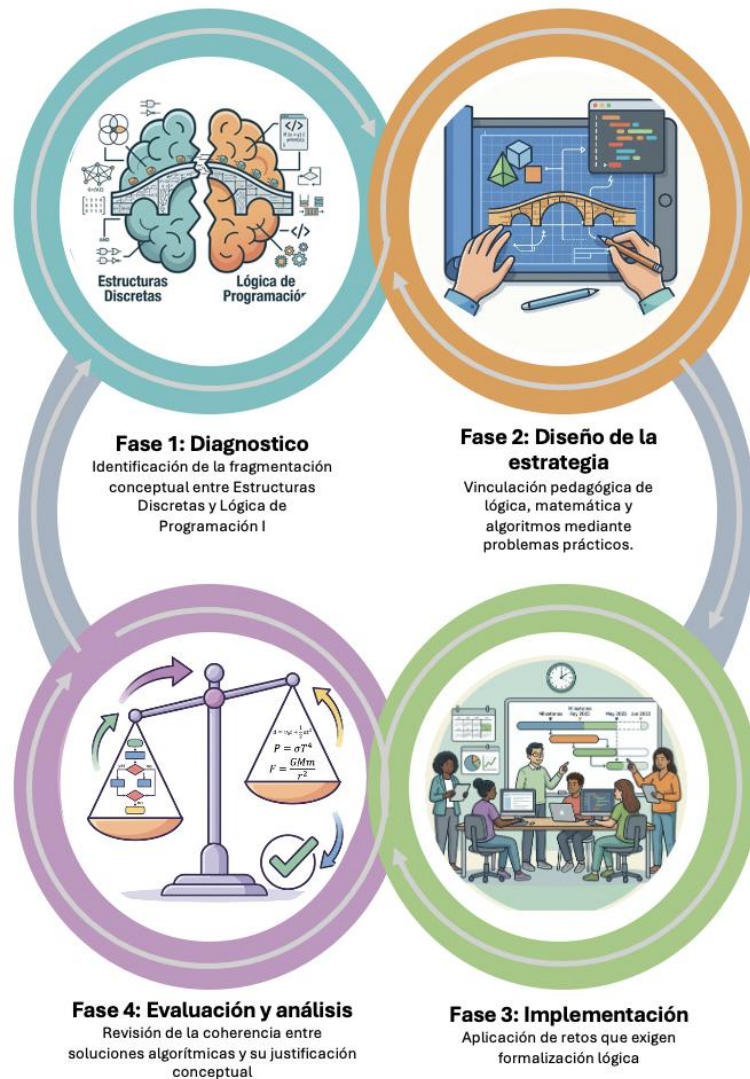 AND
Estructuras
Discretas
Lógica de
Programación
Fase 1: Diagnostico
Identificación de la fragmentación
conceptual entre Estructuras
Discretas y Lógica de
Programación I
Fase 2: Diseño de la
estrategia
Vinculación pedagógica de
lógica, matemática y
algoritmos mediante
problemas prácticos.
P = σT⁴
F = GMm
r²
Fase 4: Evaluación y análisis
Revisión de la coherencia entre
soluciones algorítmicas y su justificación
conceptual
Fase 3: Implementación
Aplicación de retos que exigen
formalización lógica